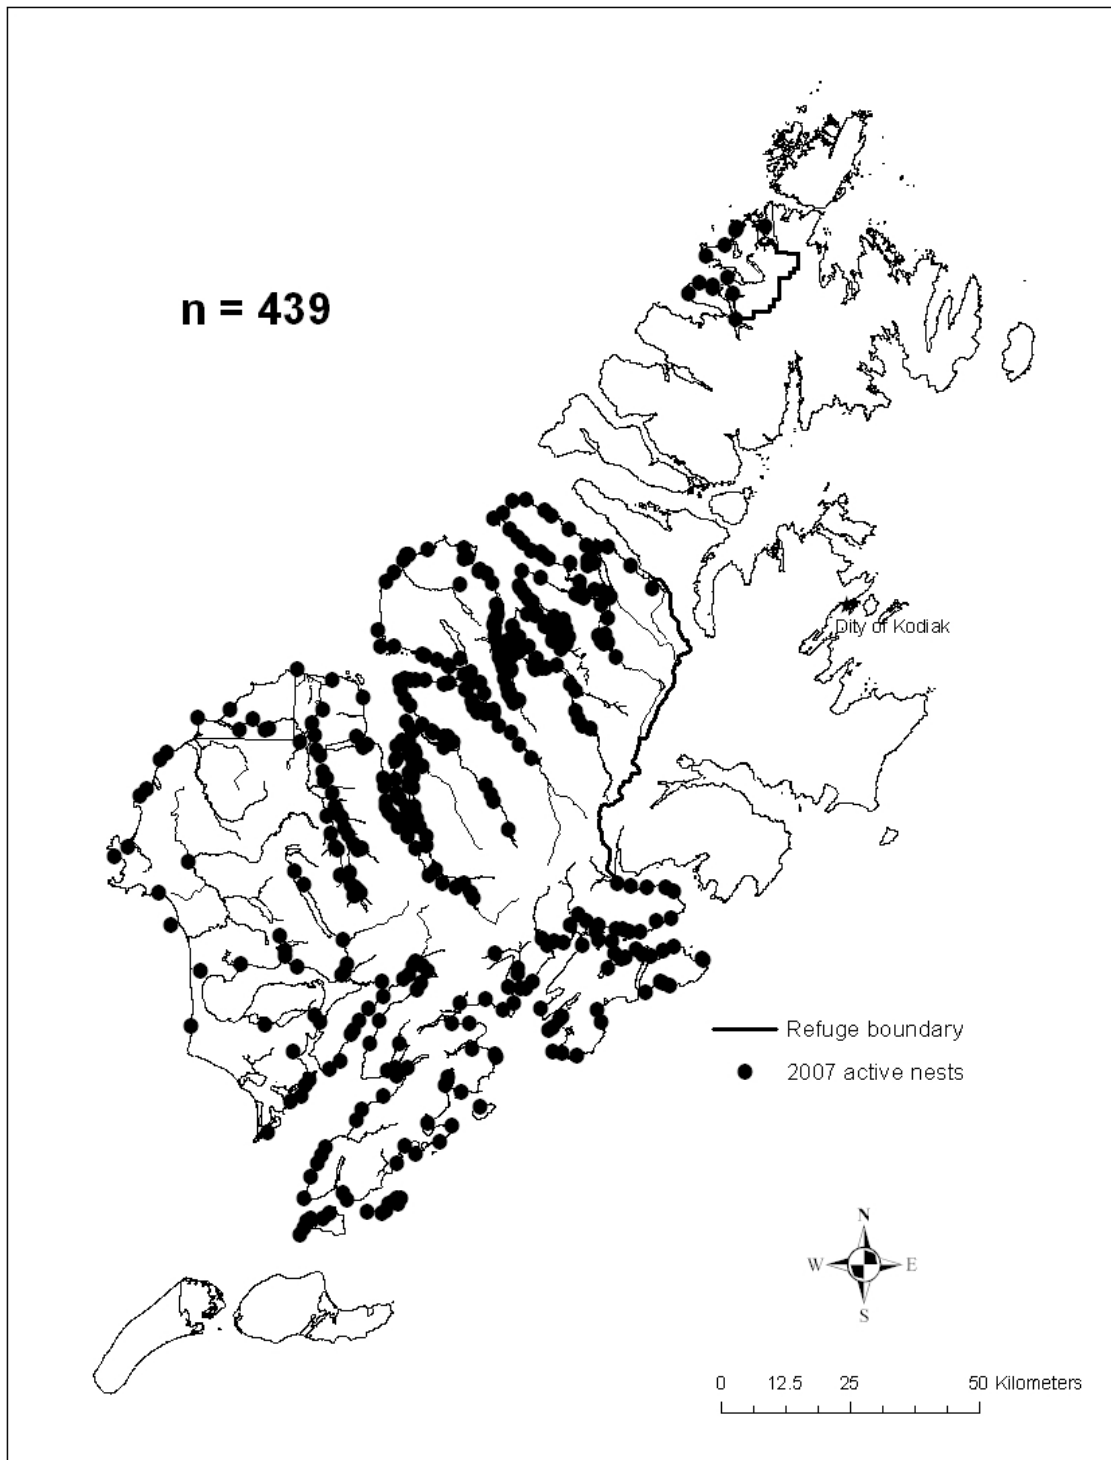 n = 439
City of Kodiak
Refuge boundary
2007 active nests
N
W E
S
0 12.5 25 50 Kilometers